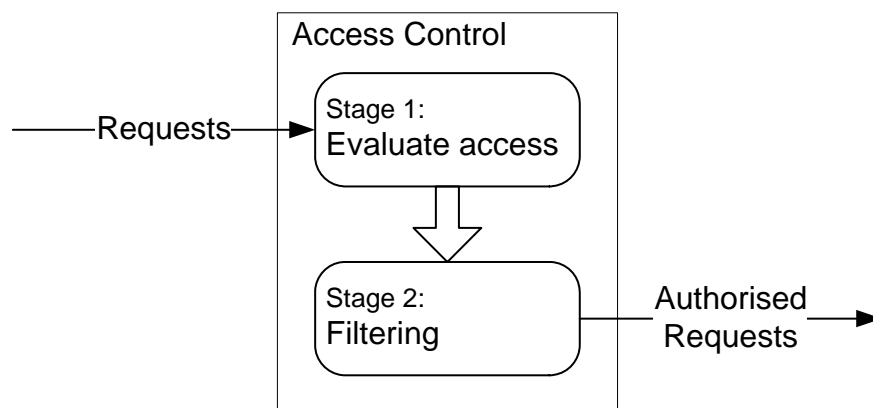 Access Control
Stage 1:
Evaluate access
Requests
Stage 2:
Filtering
Authorised
Requests